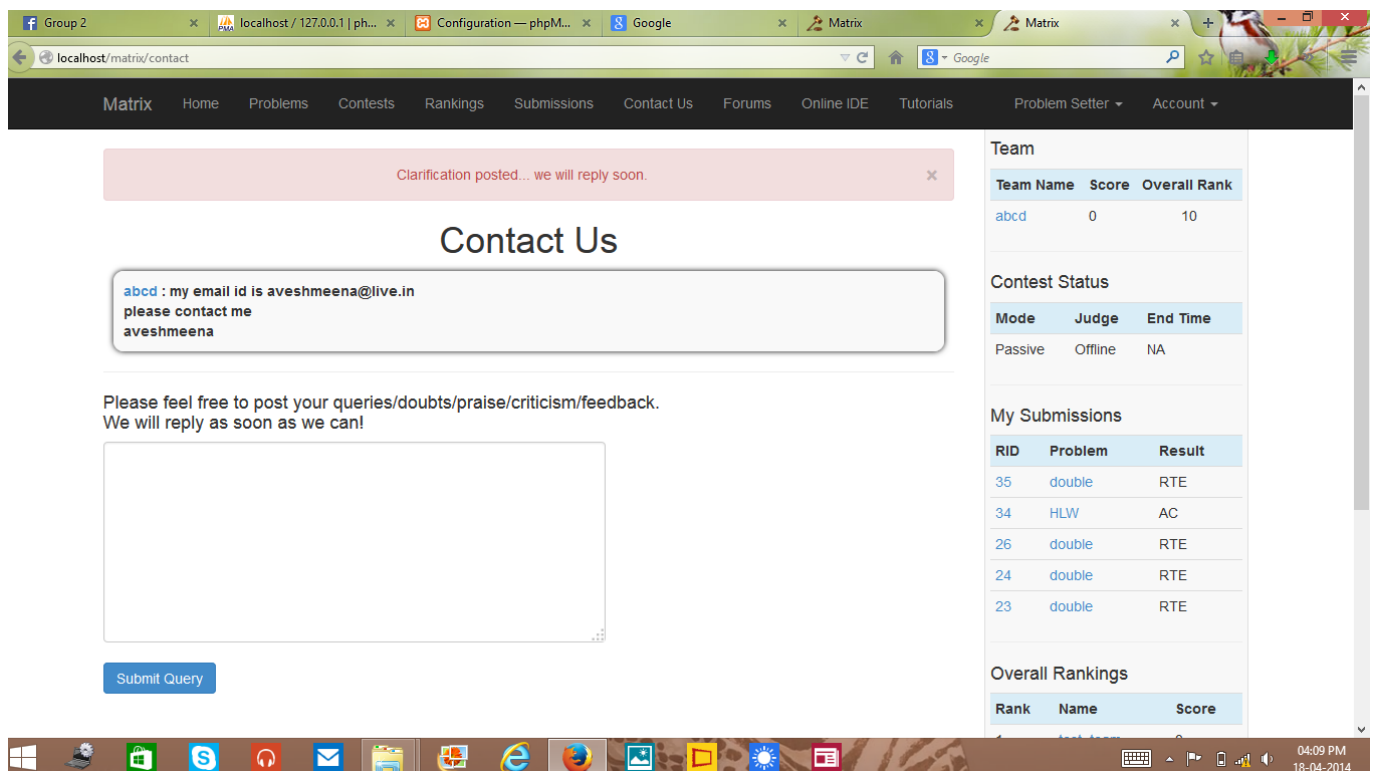 Group 2
localhost / 127.0.0.1 | ph...
Configuration — phpM...
Google
Matrix
Matrix
localhost/matrix/contact
Google
Matrix Home Problems Contests Rankings Submissions Contact Us Forums Online IDE Tutorials Problem Setter Account
Clarification posted... we will reply soon.
Contact Us
abcd : my email id is aveshmeena@live.in
please contact me
aveshmeena
Please feel free to post your queries/doubts/praise/criticism/feedback.
We will reply as soon as we can!
Submit Query
Team
Team Name Score Overall Rank
abcd 0 10
Contest Status
Mode Judge End Time
Passive Offline NA
My Submissions
RID Problem Result
35 double RTE
34 HLW AC
26 double RTE
24 double RTE
23 double RTE
Overall Rankings
Rank Name Score
04:09 PM
18-04-2014